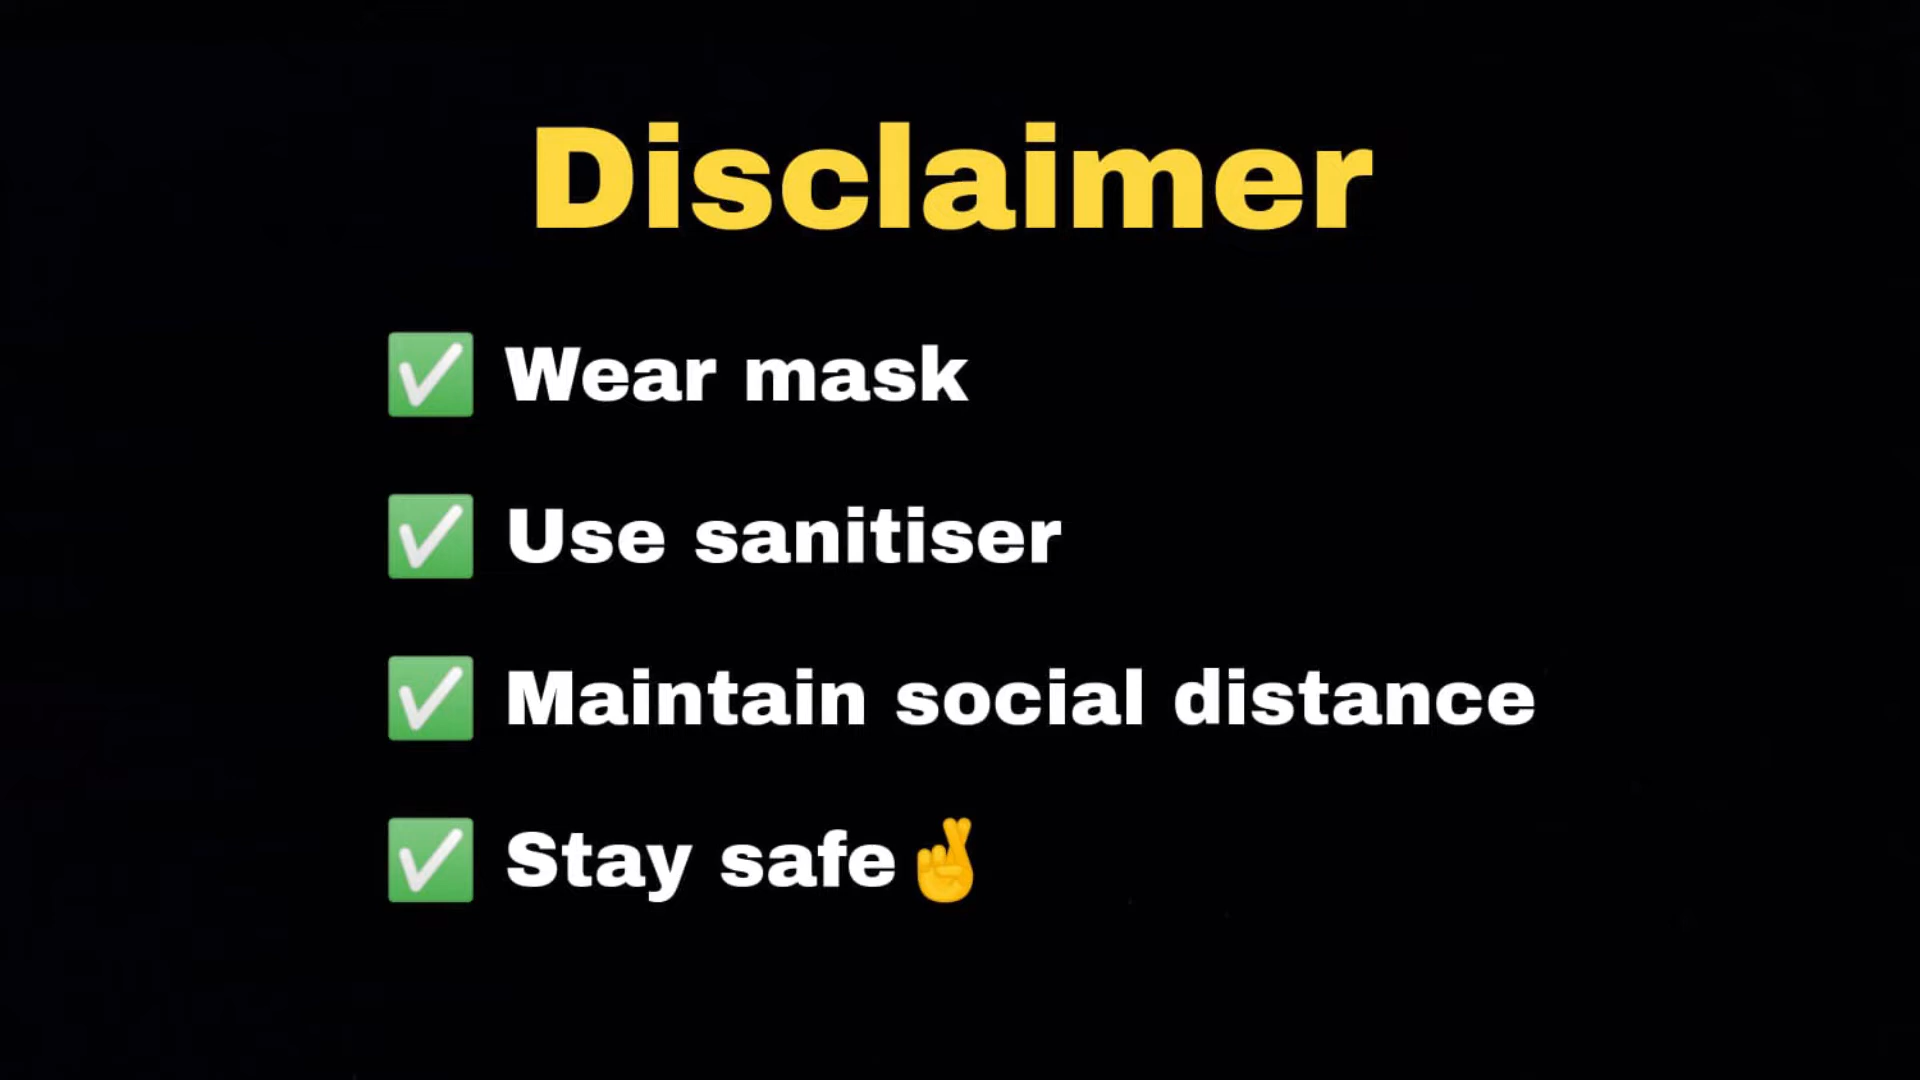 Disclaimer
✅ Wear mask
✅ Use sanitiser
✅ Maintain social distance
✅ Stay safe🤞